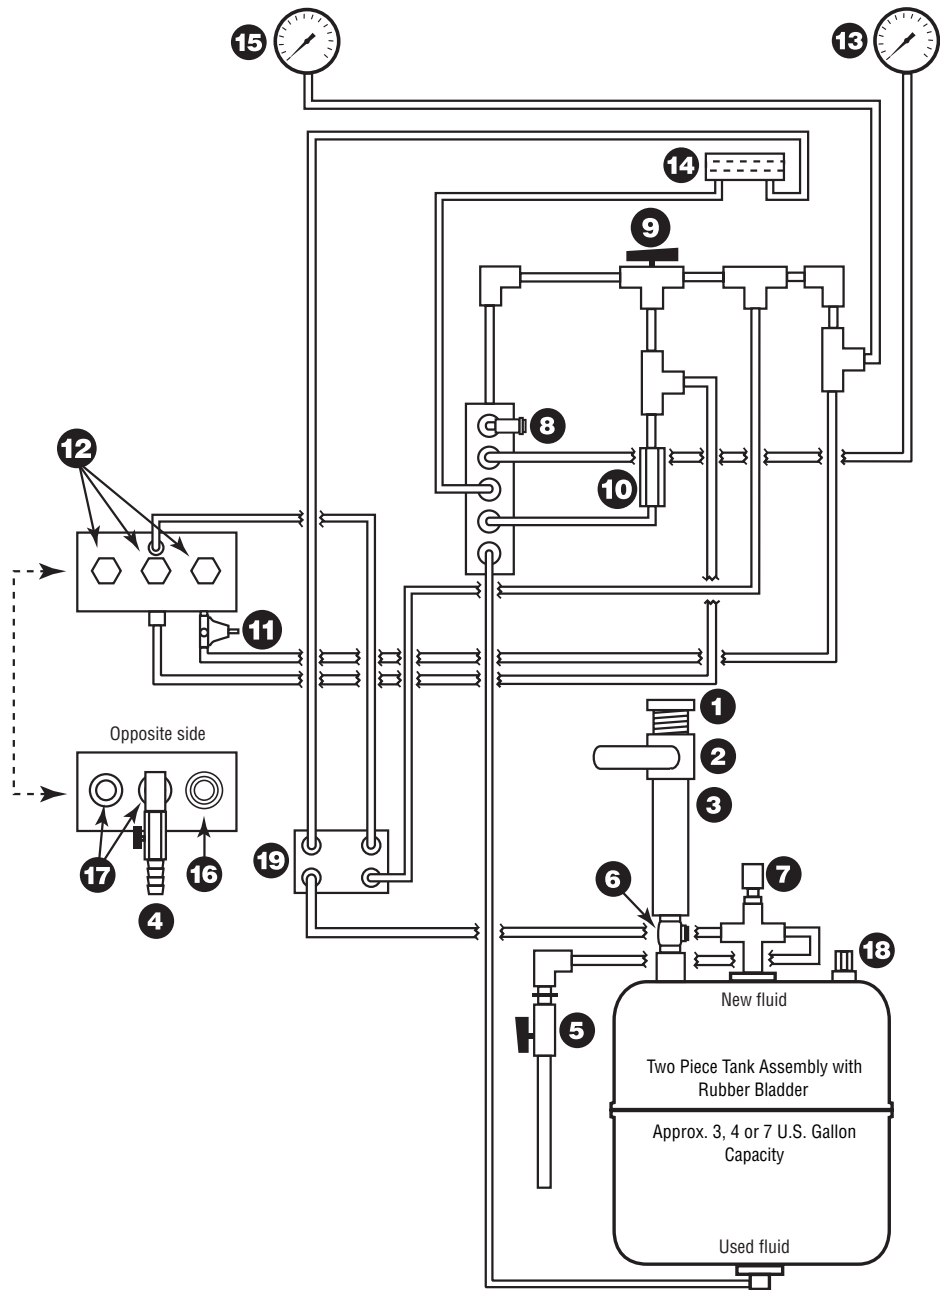 15
13
14
9
8
12
10
11
1
Opposite side
2
3
19
17
16
6
7
4
18
New fluid
5
Two Piece Tank Assembly with
Rubber Bladder
Approx. 3, 4 or 7 U.S. Gallon
Capacity
Used fluid